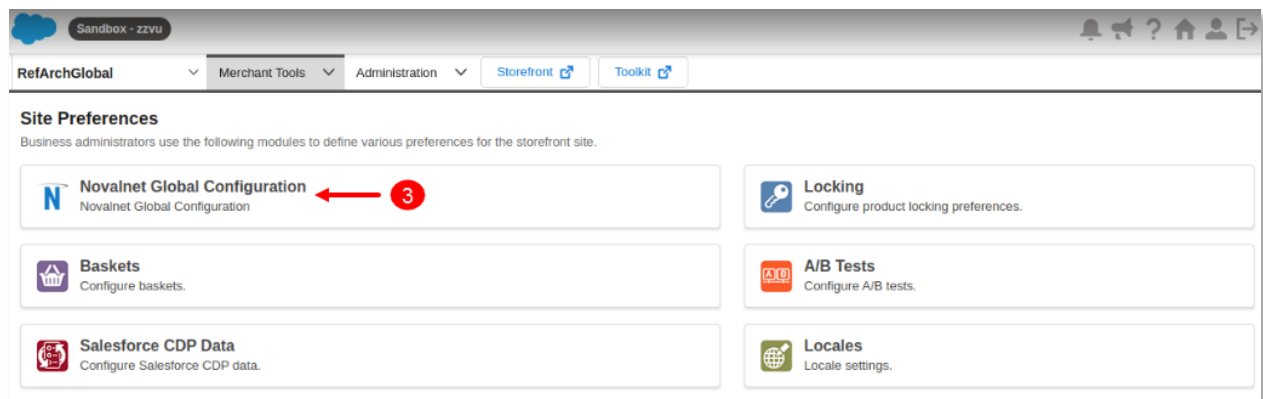 Sandbox - zzvu
RefArchGlobal Merchant Tools Administration Storefront Toolkit
Site Preferences
Business administrators use the following modules to define various preferences for the storefront site.
N Novalnet Global Configuration
Novalnet Global Configuration
3
Locking
Configure product locking preferences.
Baskets
Configure baskets.
A B
A/B Tests
Configure A/B tests.
Salesforce CDP Data
Configure Salesforce CDP data.
Locales
Locale settings.